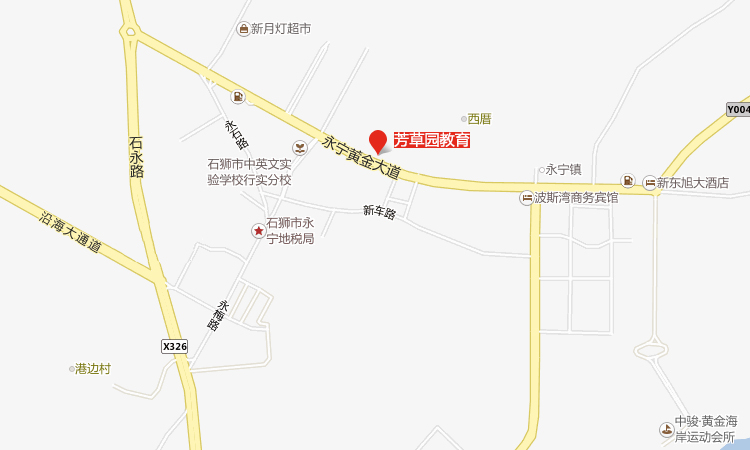 新月灯超市
Y004
西厝
永石路
芳草园教育
石永路
永宁黄金大道
石狮市中英文实
验学校行实分校
永宁镇
新东旭大酒店
波斯湾商务宾馆
新车路
沿海大通道
石狮市永
宁地税局
永梅路
X326
港边村
中骏·黄金海
岸运动会所